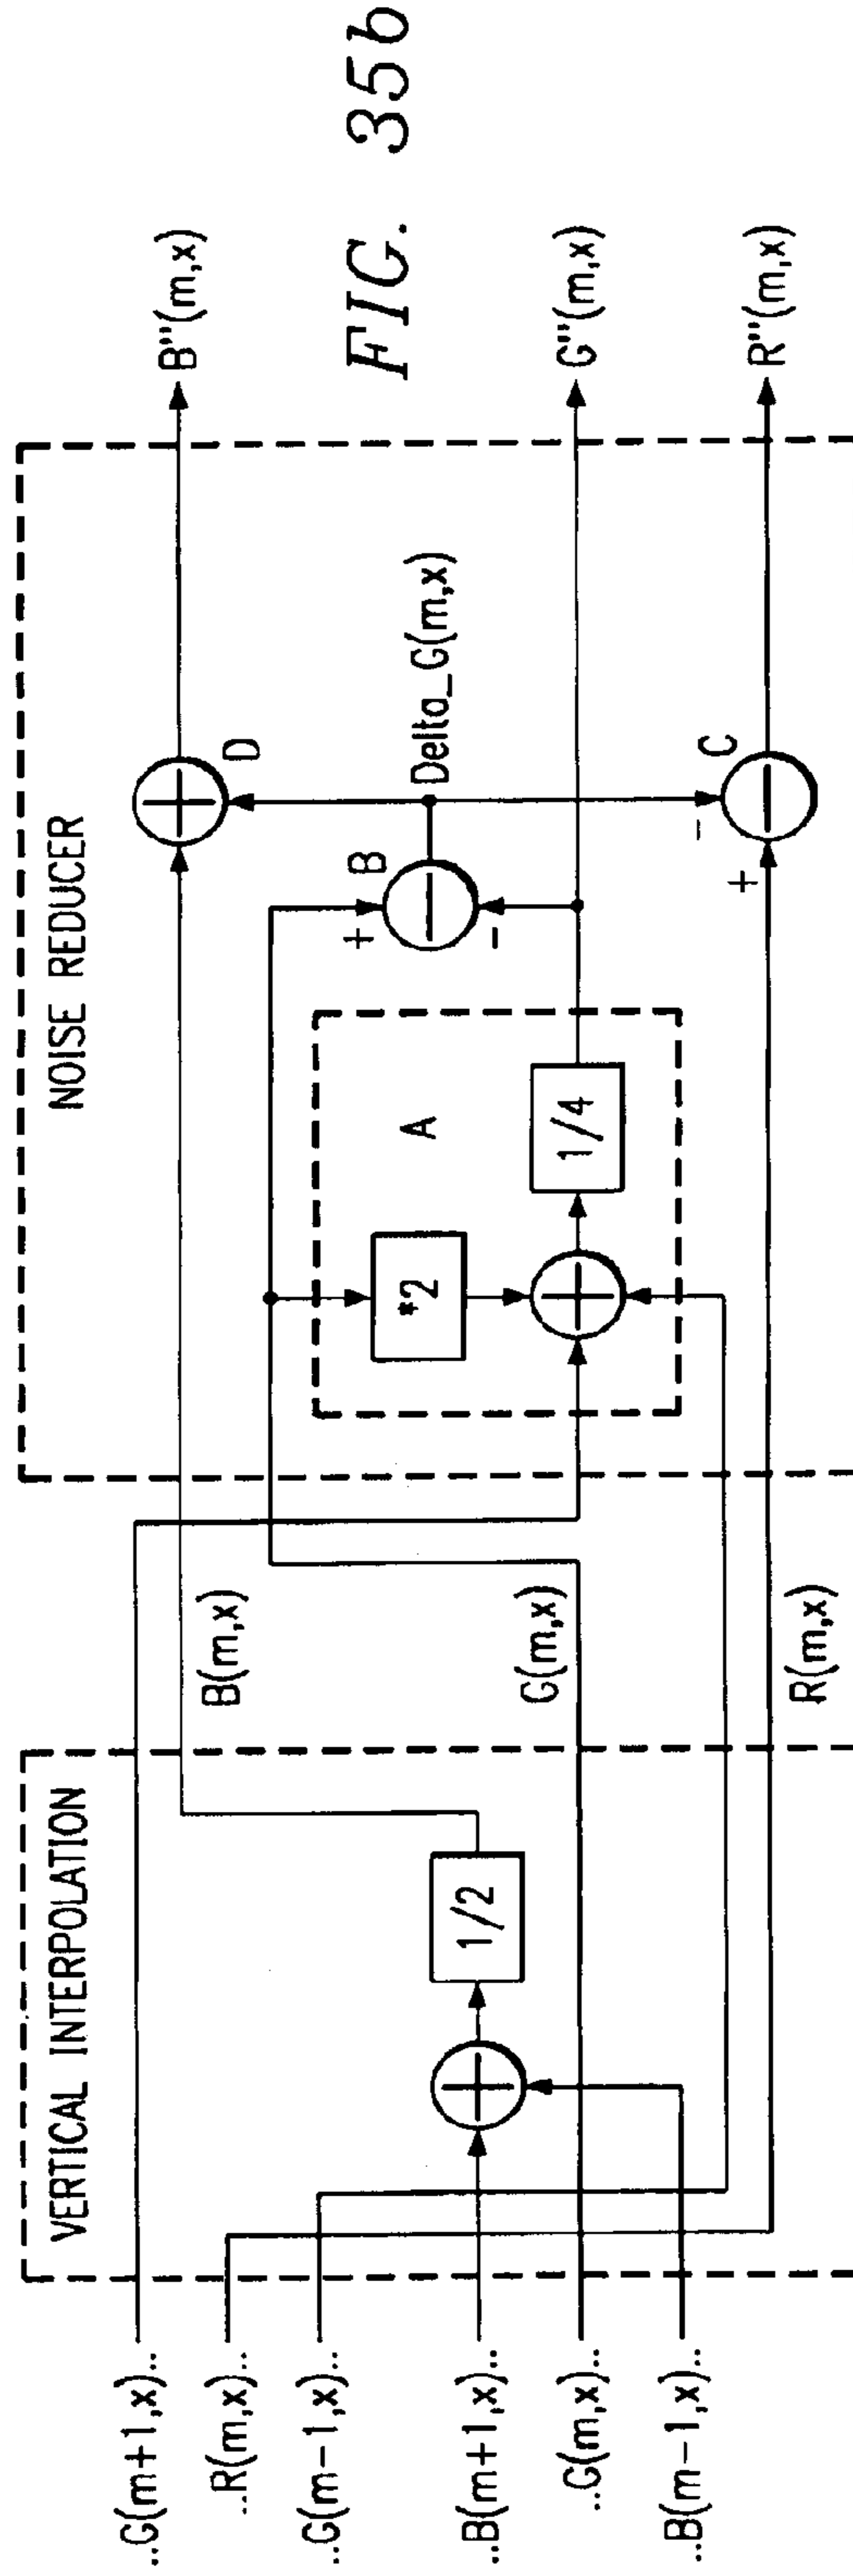 FIG. 35b
VERTICAL INTERPOLATION
NOISE REDUCER
..G(m+1,x)..
..R(m,x)..
..G(m-1,x)..
..B(m+1,x)..
..G(m,x)..
..B(m-1,x)..
1/2
B(m,x)
G(m,x)
R(m,x)
*2
A
1/4
+
B
-
Delta_G(m,x)
D
-
C
+
B"(m,x)
G"(m,x)
R"(m,x)